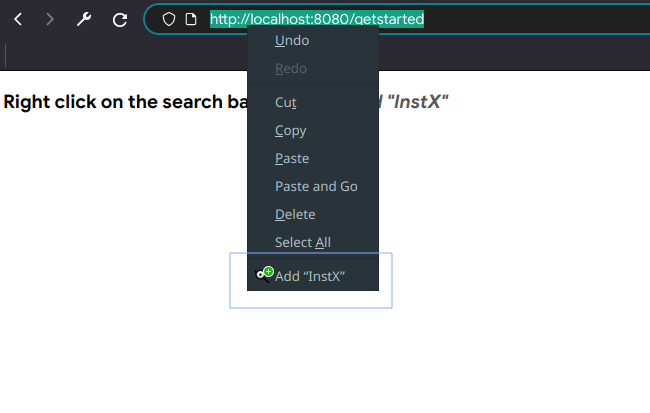 http://localhost:8080/getstarted
Right click on the search ba "InstX"
Undo
Redo
Cut
Copy
Paste
Paste and Go
Delete
Select All
Add “InstX”